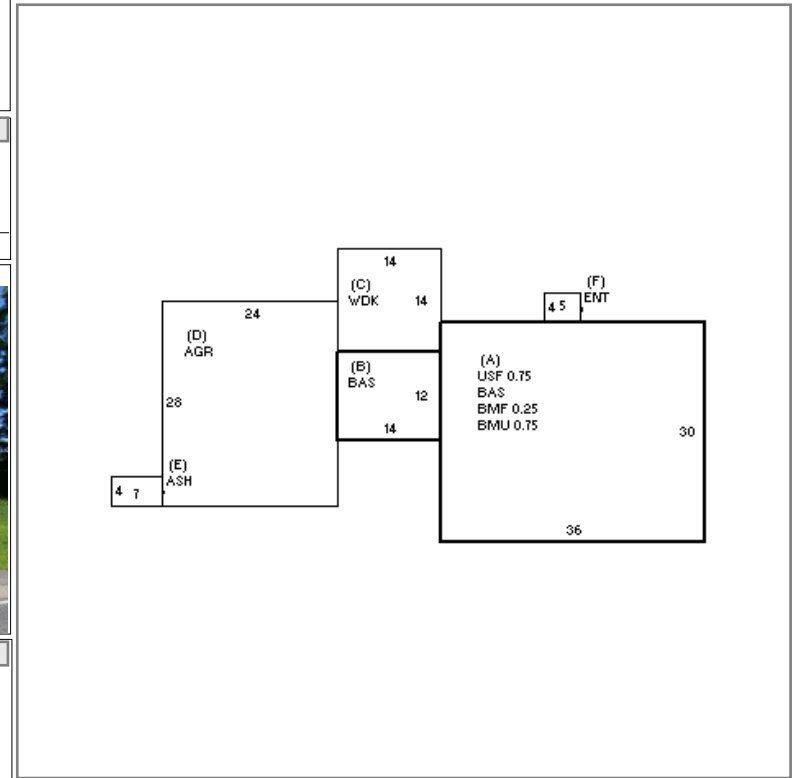 14
(C)
WDK 14
(F)
ENT
4 5
24
(D)
AGR
28
(B)
BAS
12
14
(A)
USF 0.75
BAS
BMF 0.25
BMU 0.75
30
36
(E)
ASH
4 7